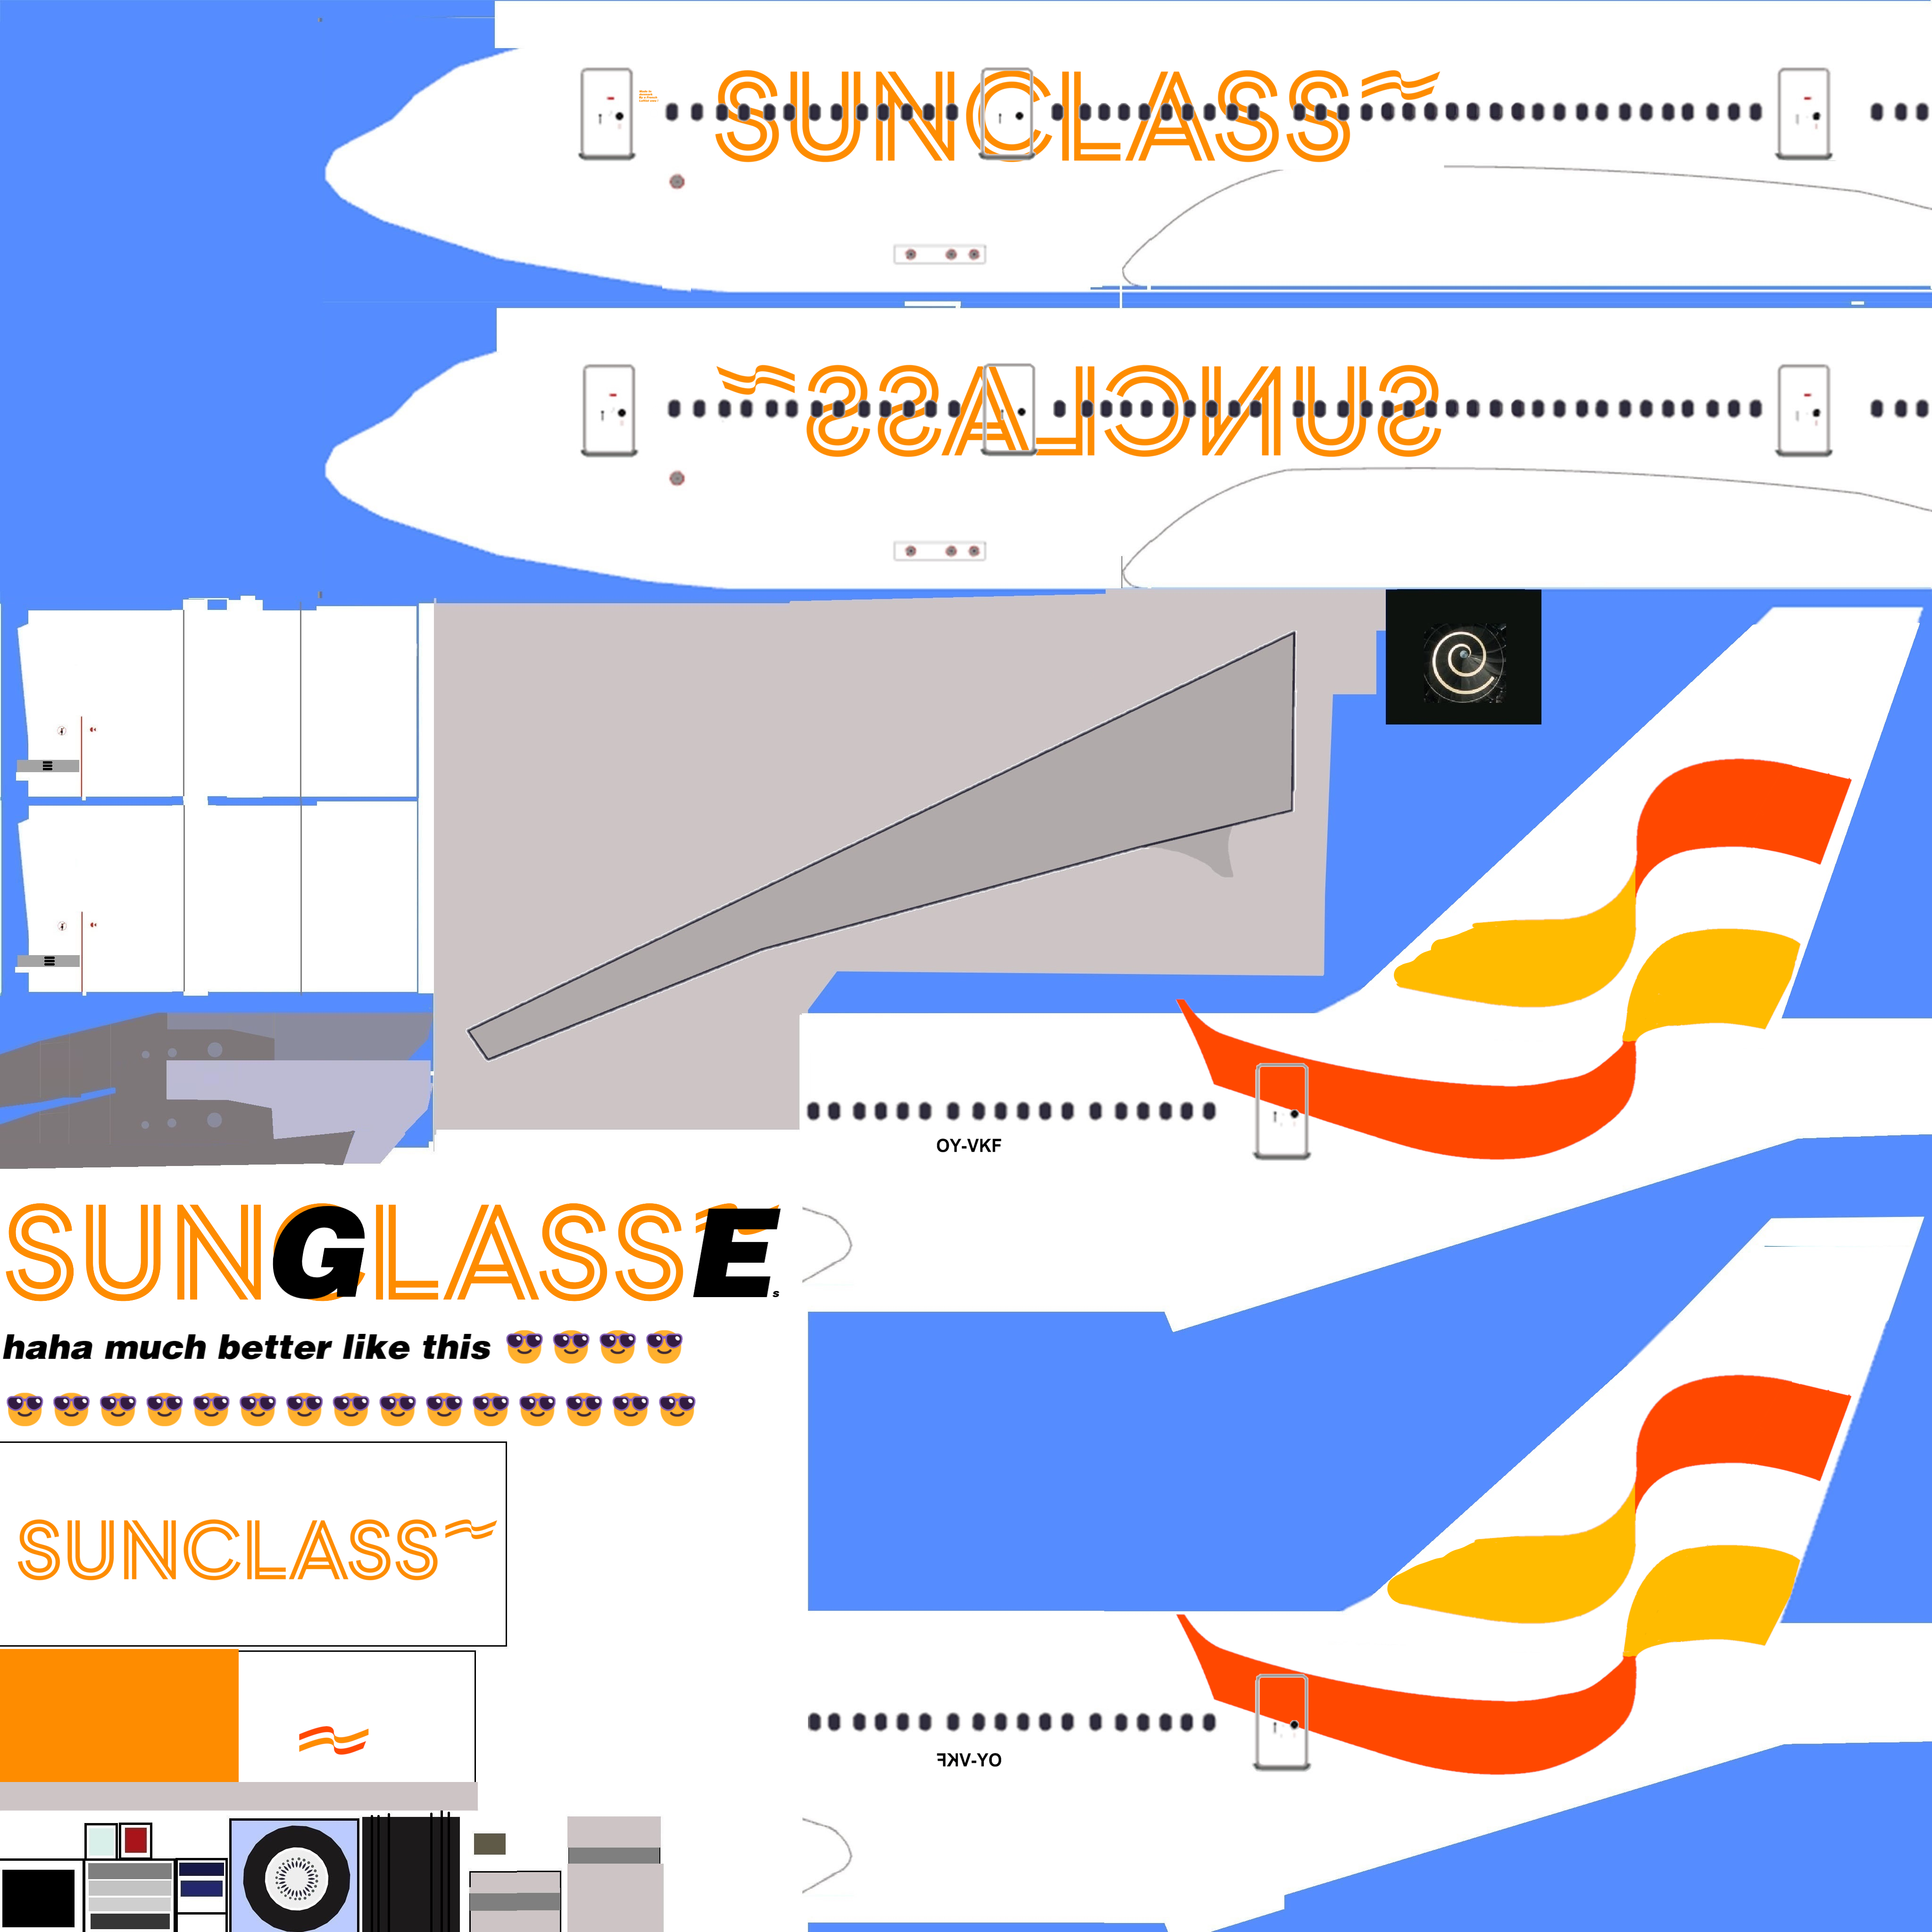 SUNCLASS
SUNCLASS
OY-VKF
SUNGLASSEs
haha much better like this 😎😎😎😎
😎😎😎😎😎😎😎😎😎😎😎😎😎😎😎
SUNCLASS
OY-VKF